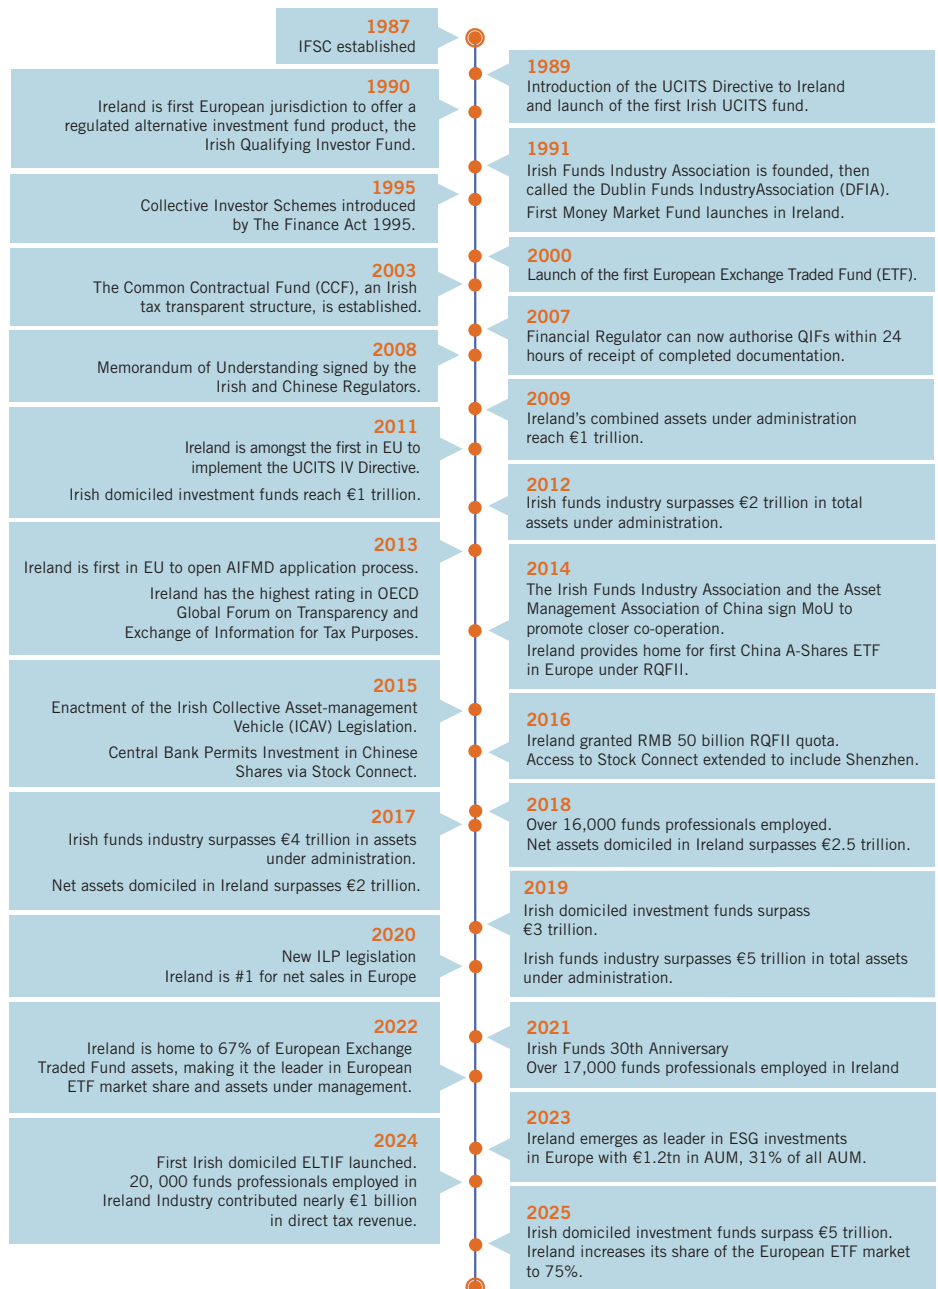 1987
IFSC established
1989
Introduction of the UCITS Directive to Ireland
and launch of the first Irish UCITS fund.
1990
Ireland is first European jurisdiction to offer a
regulated alternative investment fund product, the
Irish Qualifying Investor Fund.
1991
Irish Funds Industry Association is founded, then
called the Dublin Funds IndustryAssociation (DFIA).
First Money Market Fund launches in Ireland.
1995
Collective Investor Schemes introduced
by The Finance Act 1995.
2000
Launch of the first European Exchange Traded Fund (ETF).
2003
The Common Contractual Fund (CCF), an Irish
tax transparent structure, is established.
2007
Financial Regulator can now authorise QIFs within 24
hours of receipt of completed documentation.
2008
Memorandum of Understanding signed by the
Irish and Chinese Regulators.
2009
Ireland’s combined assets under administration
reach €1 trillion.
2011
Ireland is amongst the first in EU to
implement the UCITS IV Directive.
Irish domiciled investment funds reach €1 trillion.
2012
Irish funds industry surpasses €2 trillion in total
assets under administration.
2013
Ireland is first in EU to open AIFMD application process.
Ireland has the highest rating in OECD
Global Forum on Transparency and
Exchange of Information for Tax Purposes.
2014
The Irish Funds Industry Association and the Asset
Management Association of China sign MoU to
promote closer co-operation.
Ireland provides home for first China A-Shares ETF
in Europe under RQFII.
2015
Enactment of the Irish Collective Asset-management
Vehicle (ICAV) Legislation.
Central Bank Permits Investment in Chinese
Shares via Stock Connect.
2016
Ireland granted RMB 50 billion RQFII quota.
Access to Stock Connect extended to include Shenzhen.
2017
Irish funds industry surpasses €4 trillion in assets
under administration.
Net assets domiciled in Ireland surpasses €2 trillion.
2018
Over 16,000 funds professionals employed.
Net assets domiciled in Ireland surpasses €2.5 trillion.
2019
Irish domiciled investment funds surpass
€3 trillion.
Irish funds industry surpasses €5 trillion in total assets
under administration.
2020
New ILP legislation
Ireland is #1 for net sales in Europe
2021
Irish Funds 30th Anniversary
Over 17,000 funds professionals employed in Ireland
2022
Ireland is home to 67% of European Exchange
Traded Fund assets, making it the leader in European
ETF market share and assets under management.
2023
Ireland emerges as leader in ESG investments
in Europe with €1.2tn in AUM, 31% of all AUM.
2024
First Irish domiciled ELTIF launched.
20, 000 funds professionals employed in
Ireland Industry contributed nearly €1 billion
in direct tax revenue.
2025
Irish domiciled investment funds surpass €5 trillion.
Ireland increases its share of the European ETF market
to 75%.